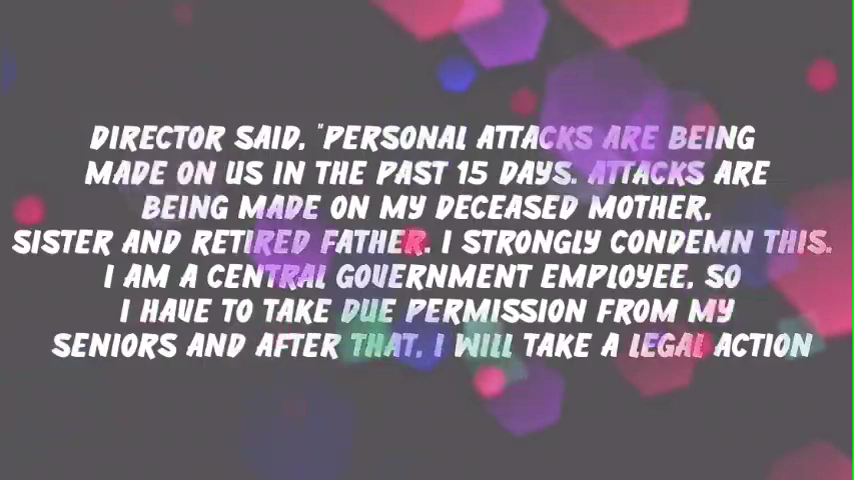 DIRECTOR SAID, "PERSONAL ATTACKS ARE BEING
MADE ON US IN THE PAST 15 DAYS. ATTACKS ARE
BEING MADE ON MY DECEASED MOTHER,
SISTER AND RETIRED FATHER. I STRONGLY CONDEMN THIS.
I AM A CENTRAL GOVERNMENT EMPLOYEE, SO
I HAVE TO TAKE DUE PERMISSION FROM MY
SENIORS AND AFTER THAT, I WILL TAKE A LEGAL ACTION